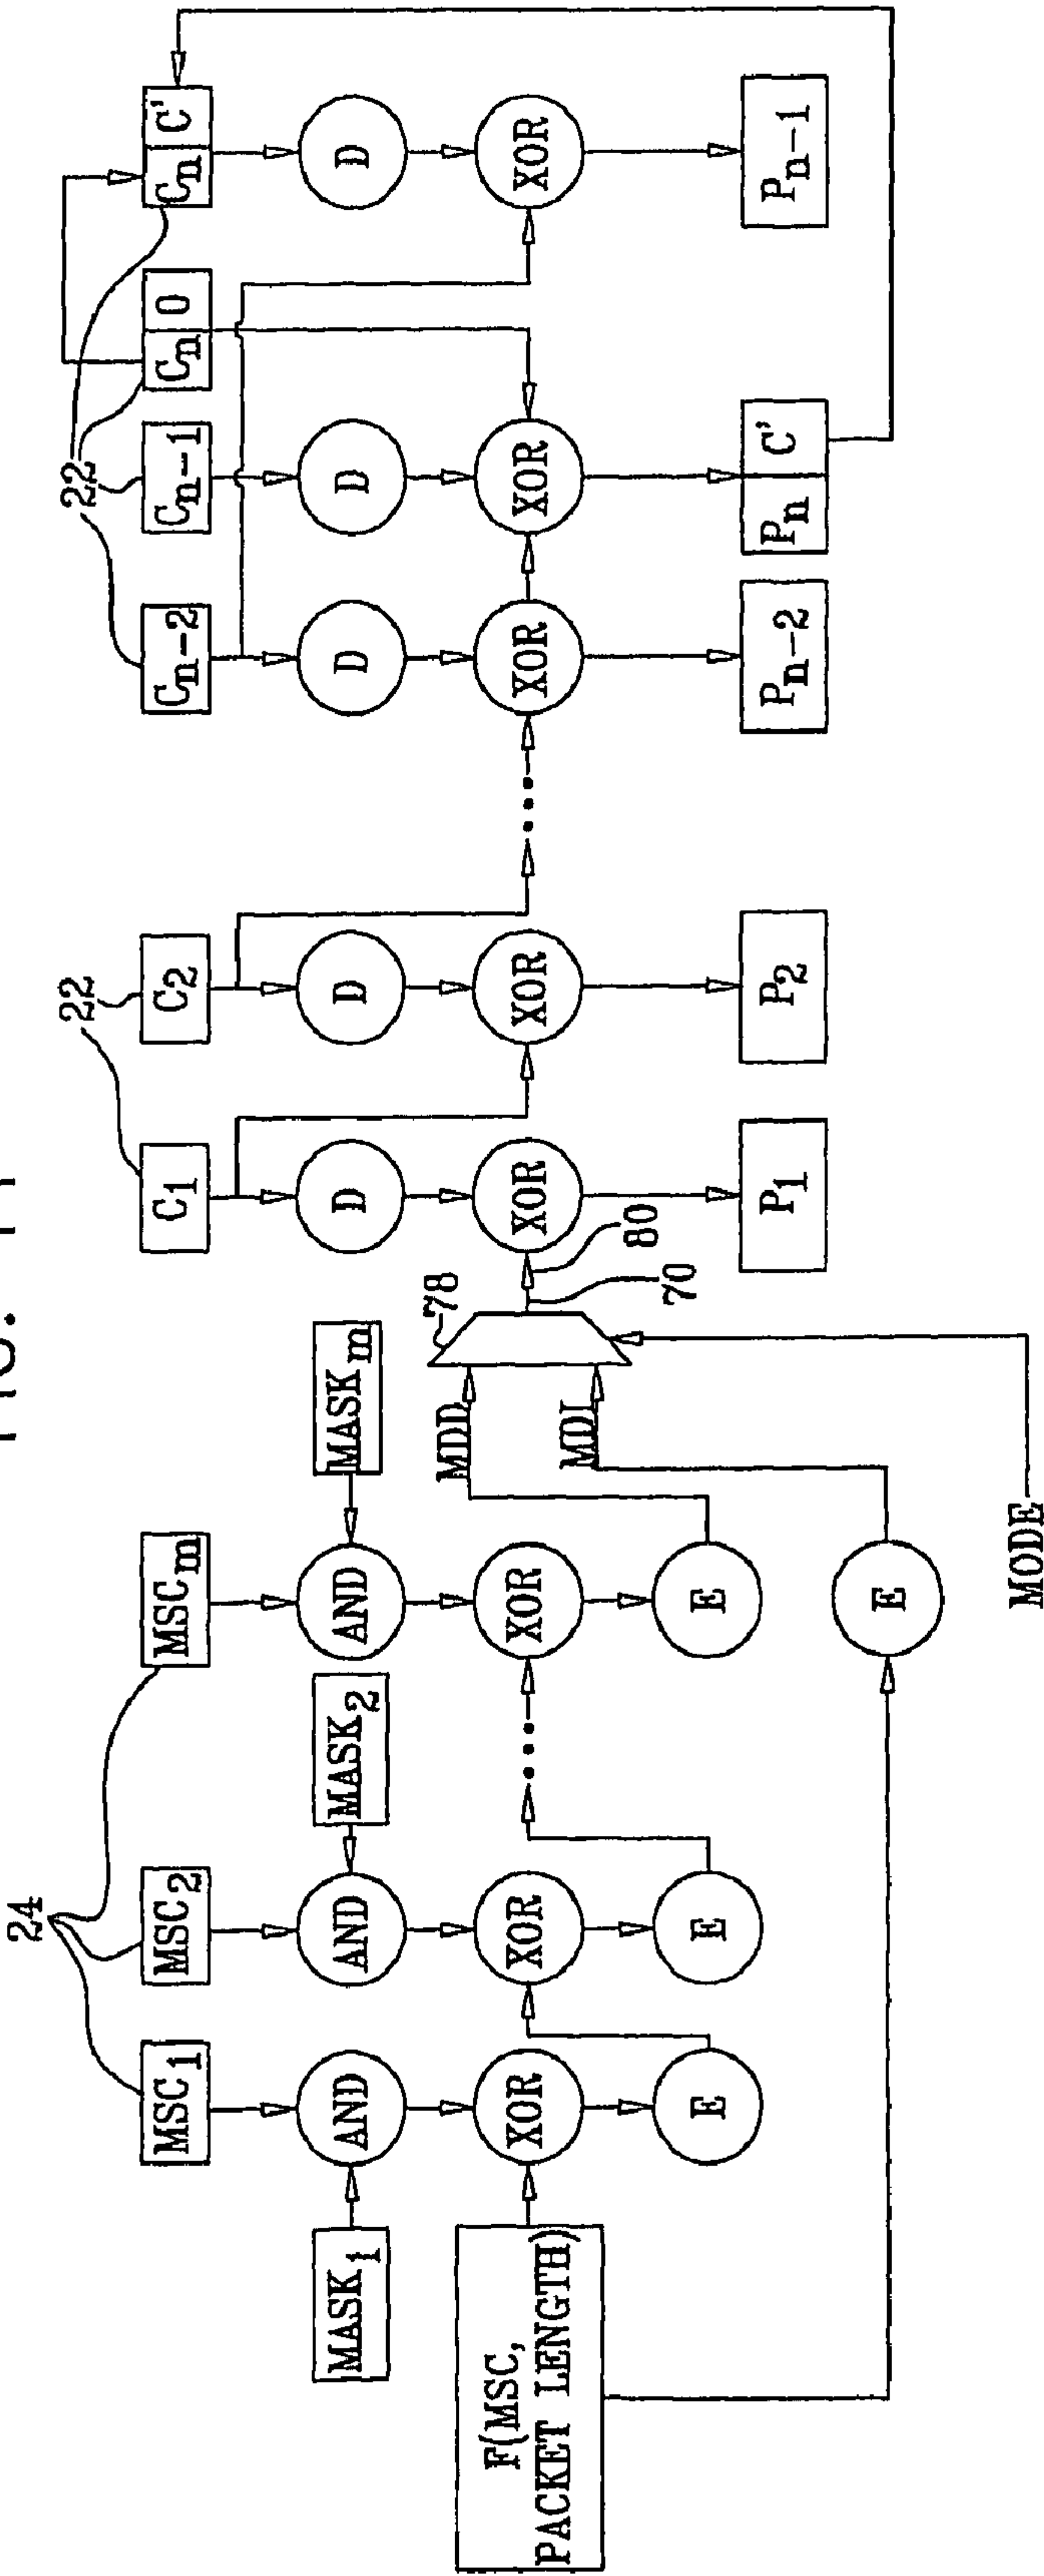 24
22
22
MSC1
MSC2
MSCm
C1
C2
Cn-2
Cn-1
Cn 0
Cn C'
MASK1
AND
AND
MASK2
AND
MASKm
D
D
D
D
D
78
MDD
MDI
F(MSC,
PACKET LENGTH)
XOR
XOR
XOR
XOR
XOR
XOR
XOR
XOR
80
70
E
E
E
P1
P2
Pn-2
Pn C'
Pn-1
E
MODE